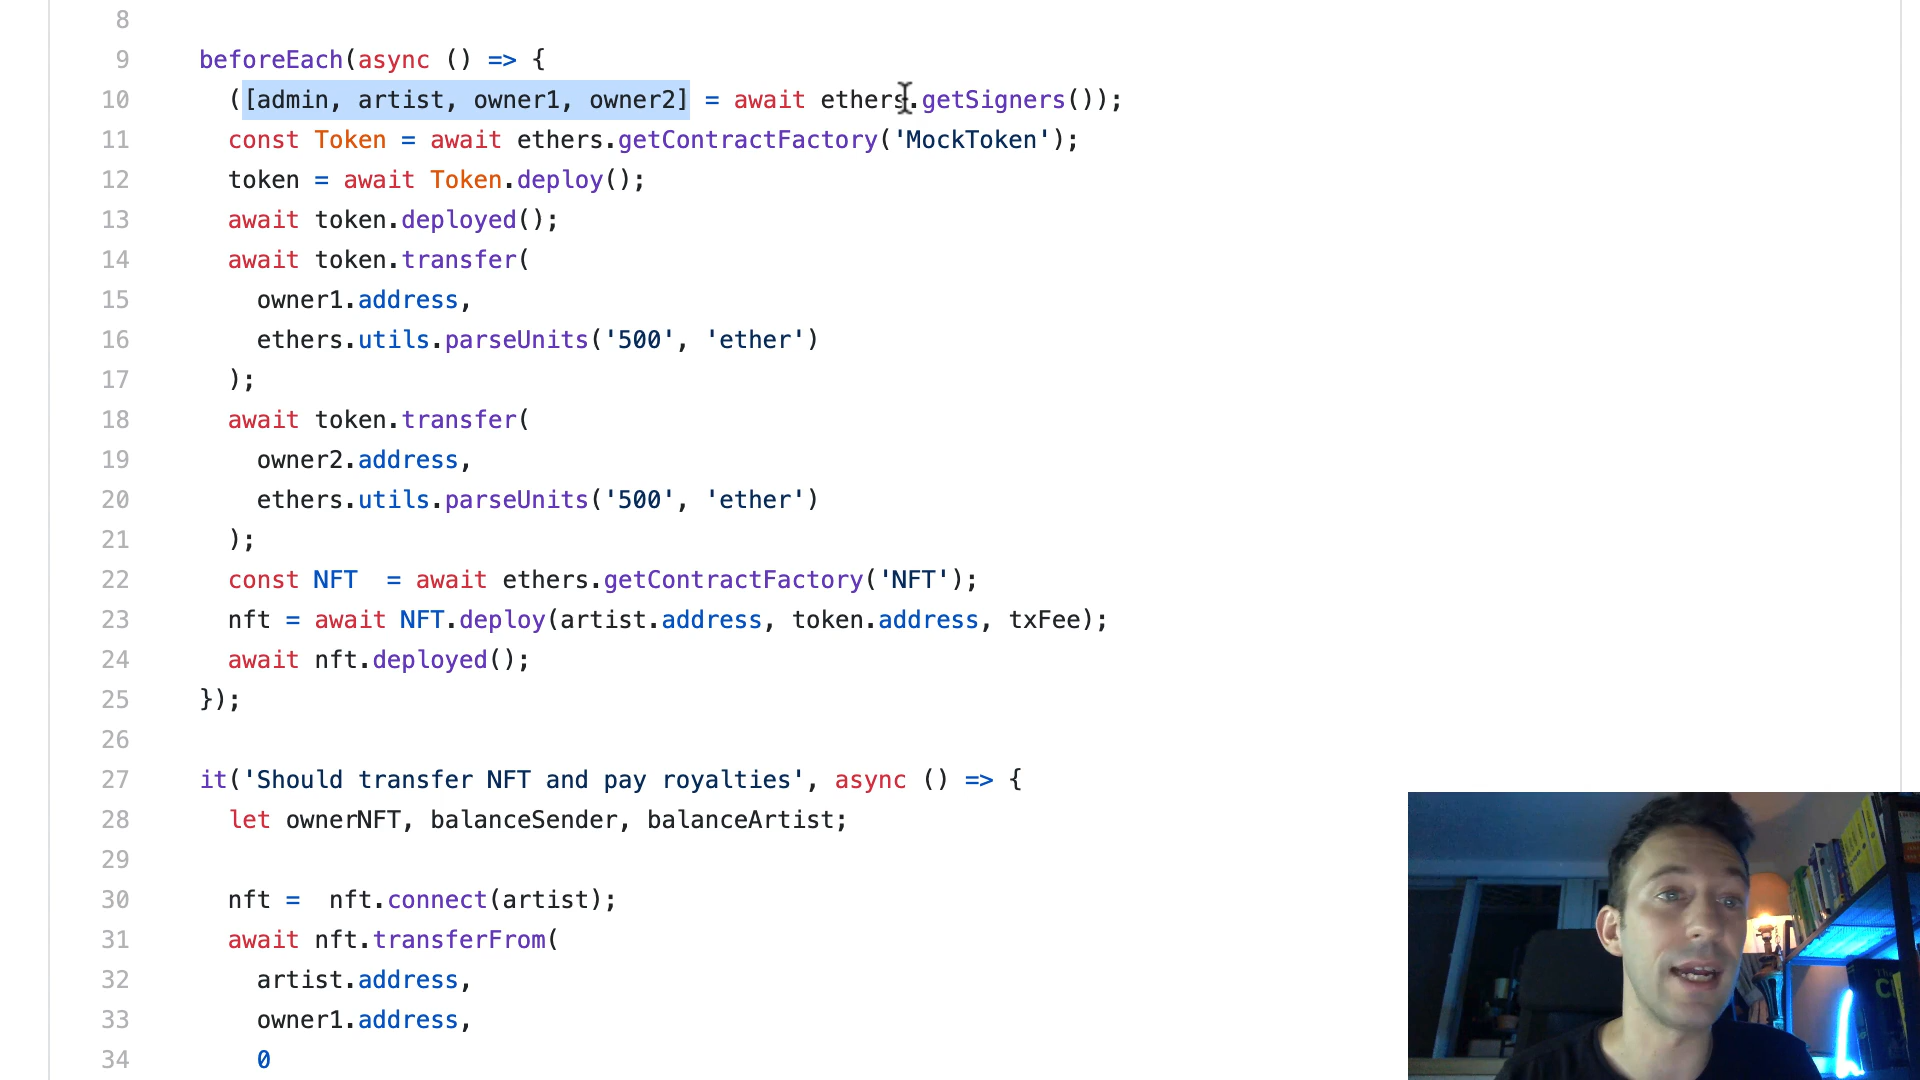 8
9 beforeEach(async () => {
10 ([admin, artist, owner1, owner2] = await ethers.getSigners());
11 const Token = await ethers.getContractFactory('MockToken');
12 token = await Token.deploy();
13 await token.deployed();
14 await token.transfer(
15 owner1.address,
16 ethers.utils.parseUnits('500', 'ether')
17 );
18 await token.transfer(
19 owner2.address,
20 ethers.utils.parseUnits('500', 'ether')
21 );
22 const NFT = await ethers.getContractFactory('NFT');
23 nft = await NFT.deploy(artist.address, token.address, txFee);
24 await nft.deployed();
25 });
26
27 it('Should transfer NFT and pay royalties', async () => {
28 let ownerNFT, balanceSender, balanceArtist;
29
30 nft = nft.connect(artist);
31 await nft.transferFrom(
32 artist.address,
33 owner1.address,
34 0